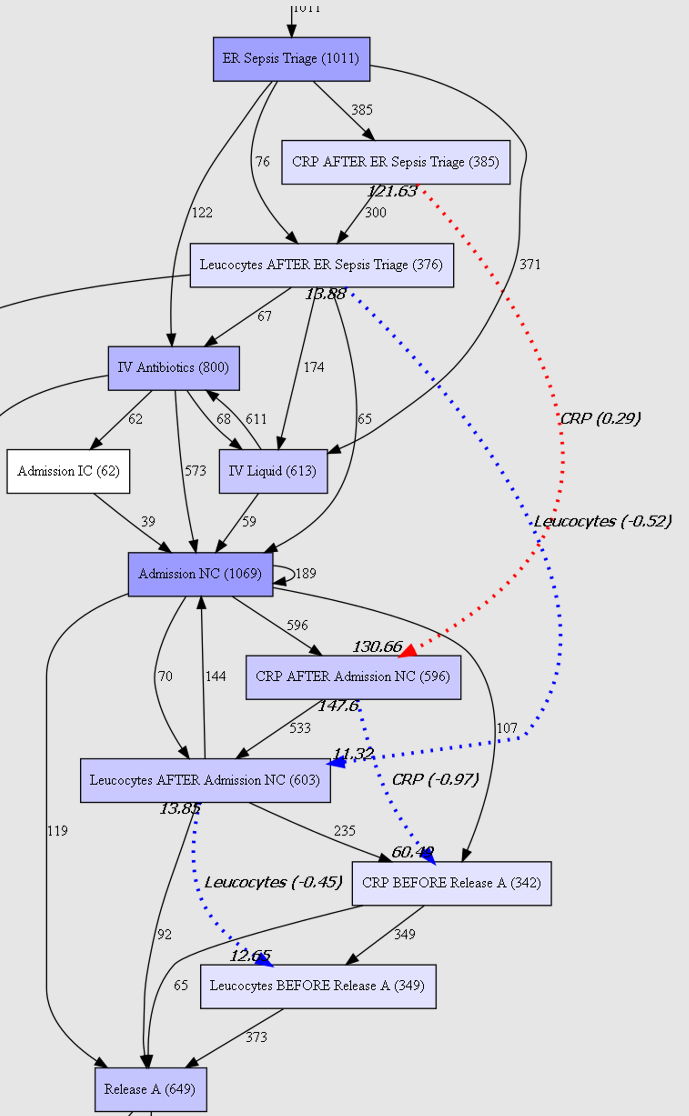 1011
ER Sepsis Triage (1011)
385
CRP AFTER ER Sepsis Triage (385)
76
121.63
300
122
371
Leucocytes AFTER ER Sepsis Triage (376)
13.88
67
IV Antibiotics (800)
174
65
CRP (0.29)
62
68
611
Admission IC (62)
573
IV Liquid (613)
39
59
Leucocytes (-0.52)
Admission NC (1069)
189
596
130.66
70
144
CRP AFTER Admission NC (596)
147.6
533
107
11.32
Leucocytes AFTER Admission NC (603)
CRP (-0.97)
13.85
119
235
60.49
Leucocytes (-0.45)
CRP BEFORE Release A (342)
92
349
12.65
65
Leucocytes BEFORE Release A (349)
373
Release A (649)